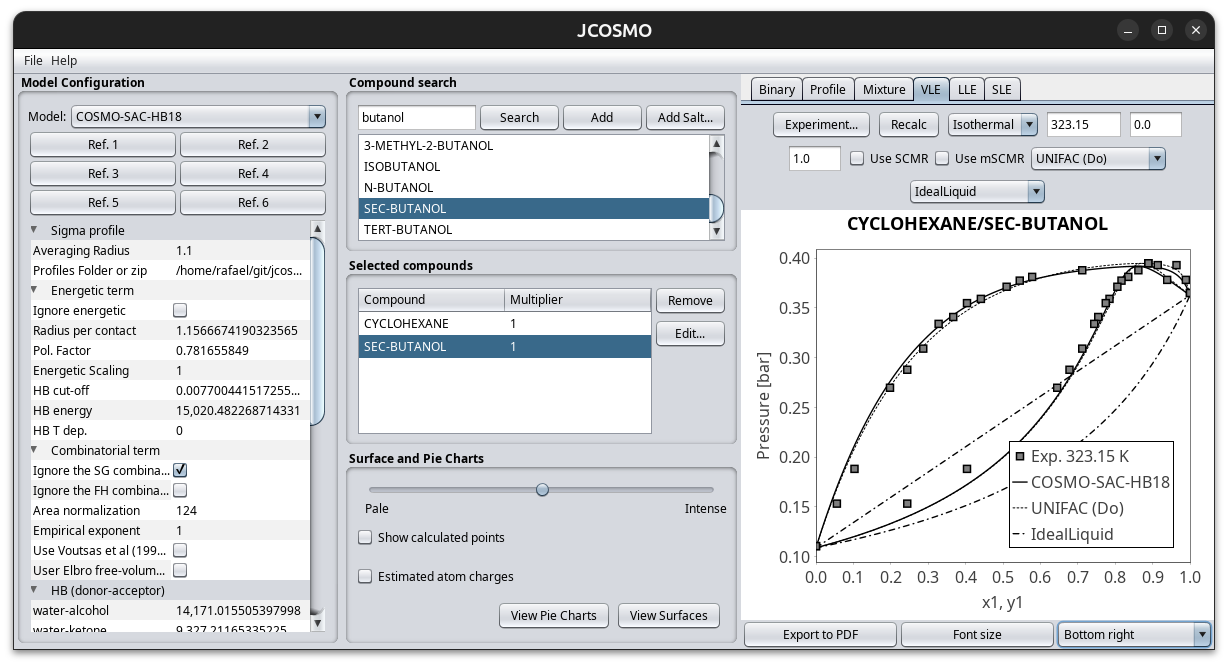 JCOSMO
File Help
Model Configuration
Model: COSMO-SAC-HB18
Ref. 1 Ref. 2
Ref. 3 Ref. 4
Ref. 5 Ref. 6
Sigma profile
Averaging Radius 1.1
Profiles Folder or zip /home/rafael/git/jcos...
Energetic term
Ignore energetic
Radius per contact 1.1566674190323565
Pol. Factor 0.781655849
Energetic Scaling 1
HB cut-off 0.007700441517255...
HB energy 15,020.482268714331
HB T dep. 0
Combinatorial term
Ignore the SG combina...
Ignore the FH combina...
Area normalization 124
Empirical exponent 1
Use Voutsas et al (199...
User Elbro free-volum...
HB (donor-acceptor)
water-alcohol 14,171.015505397998
water-ketone 9,327.21165335225
Compound search
butanol Search Add Add Salt...
3-METHYL-2-BUTANOL
ISOBUTANOL
N-BUTANOL
SEC-BUTANOL
TERT-BUTANOL
Selected compounds
Compound Multiplier
CYCLOHEXANE 1
SEC-BUTANOL 1
Remove
Edit...
Surface and Pie Charts
Pale Intense
Show calculated points
Estimated atom charges
View Pie Charts View Surfaces
Binary Profile Mixture VLE LLE SLE
Experiment... Recalc Isothermal 323.15 0.0
1.0 Use SCMR Use mSCMR UNIFAC (Do)
IdealLiquid
CYCLOHEXANE/SEC-BUTANOL
Pressure [bar]
0.40
0.35
0.30
0.25
0.20
0.15
0.10
Exp. 323.15 K
COSMO-SAC-HB18
UNIFAC (Do)
IdealLiquid
0.0 0.1 0.2 0.3 0.4 0.5 0.6 0.7 0.8 0.9 1.0
x1, y1
Export to PDF Font size Bottom right